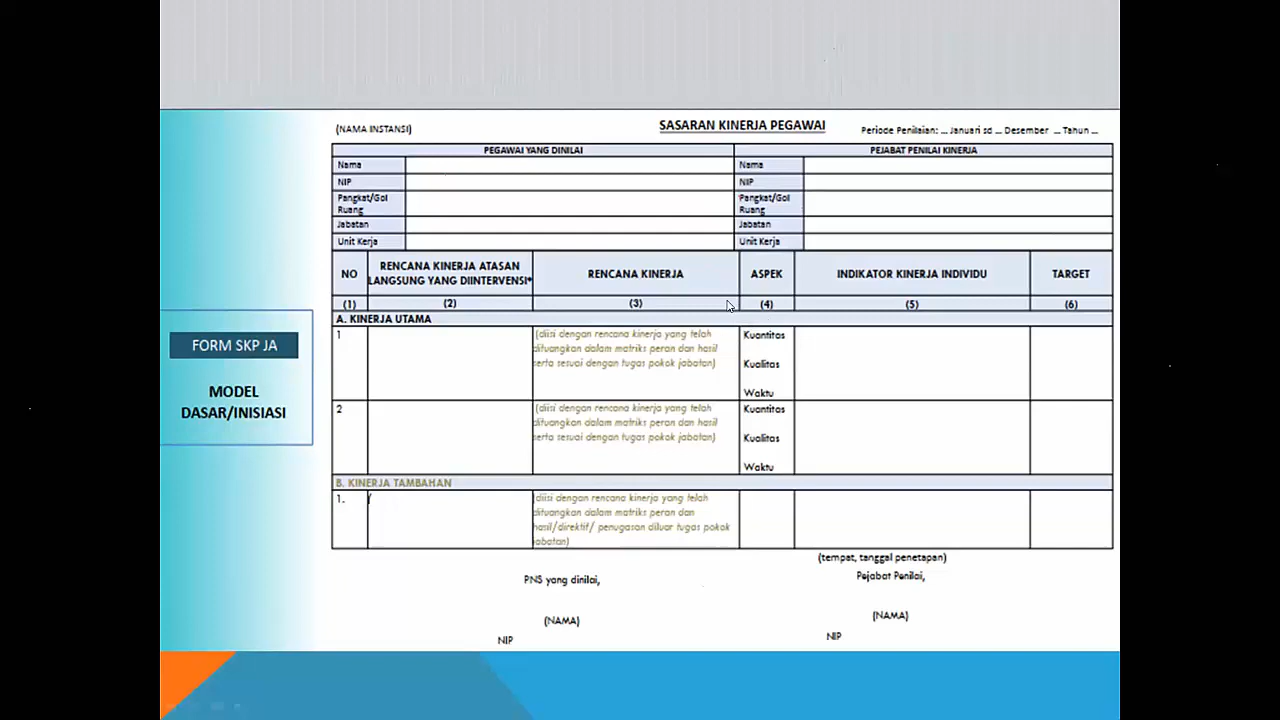 (NAMA INSTANSI)
SASARAN KINERJA PEGAWAI
Periode Penilaian: ... Januari sd ... Desember ... Tahun ...
PEGAWAI YANG DINILAI
PEJABAT PENILAI KINERJA
Nama
Nama
NIP
NIP
Pangkat/Gol
Ruang
Pangkat/Gol
Ruang
Jabatan
Jabatan
Unit Kerja
Unit Kerja
NO
RENCANA KINERJA ATASAN
LANGSUNG YANG DIINTERVENSI*
RENCANA KINERJA
ASPEK
INDIKATOR KINERJA INDIVIDU
TARGET
(1)
(2)
(3)
(4)
(5)
(6)
A. KINERJA UTAMA
1
(diisi dengan rencana kinerja yang telah
dituangkan dalam matriks peran dan hasil
serta sesuai dengan tugas pokok jabatan)
Kuantitas
Kualitas
Waktu
2
(diisi dengan rencana kinerja yang telah
dituangkan dalam matriks peran dan hasil
serta sesuai dengan tugas pokok jabatan)
Kuantitas
Kualitas
Waktu
B. KINERJA TAMBAHAN
1.
(diisi dengan rencana kinerja yang telah
dituangkan dalam matriks peran dan
hasil/direktif/ penugasan diluar tugas pokok
jabatan)
(tempat, tanggal penetapan)
PNS yang dinilai,
Pejabat Penilai,
(NAMA)
(NAMA)
NIP
NIP
FORM SKP JA
MODEL
DASAR/INISIASI